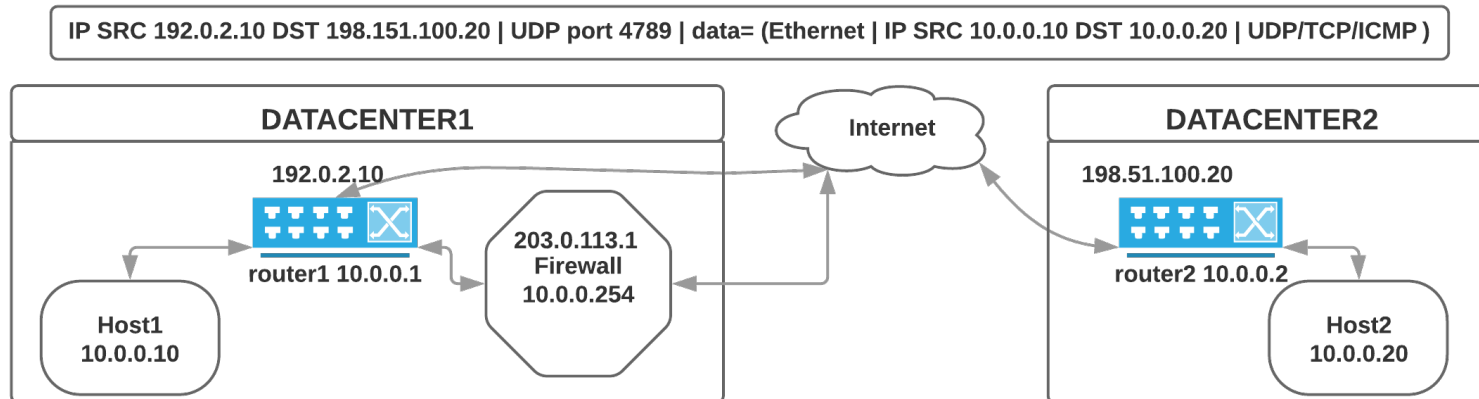 IP SRC 192.0.2.10 DST 198.151.100.20 | UDP port 4789 | data= (Ethernet | IP SRC 10.0.0.10 DST 10.0.0.20 | UDP/TCP/ICMP )
DATACENTER1
Internet
DATACENTER2
192.0.2.10
198.51.100.20
203.0.113.1
Firewall
10.0.0.254
router1 10.0.0.1
router2 10.0.0.2
Host1
10.0.0.10
Host2
10.0.0.20